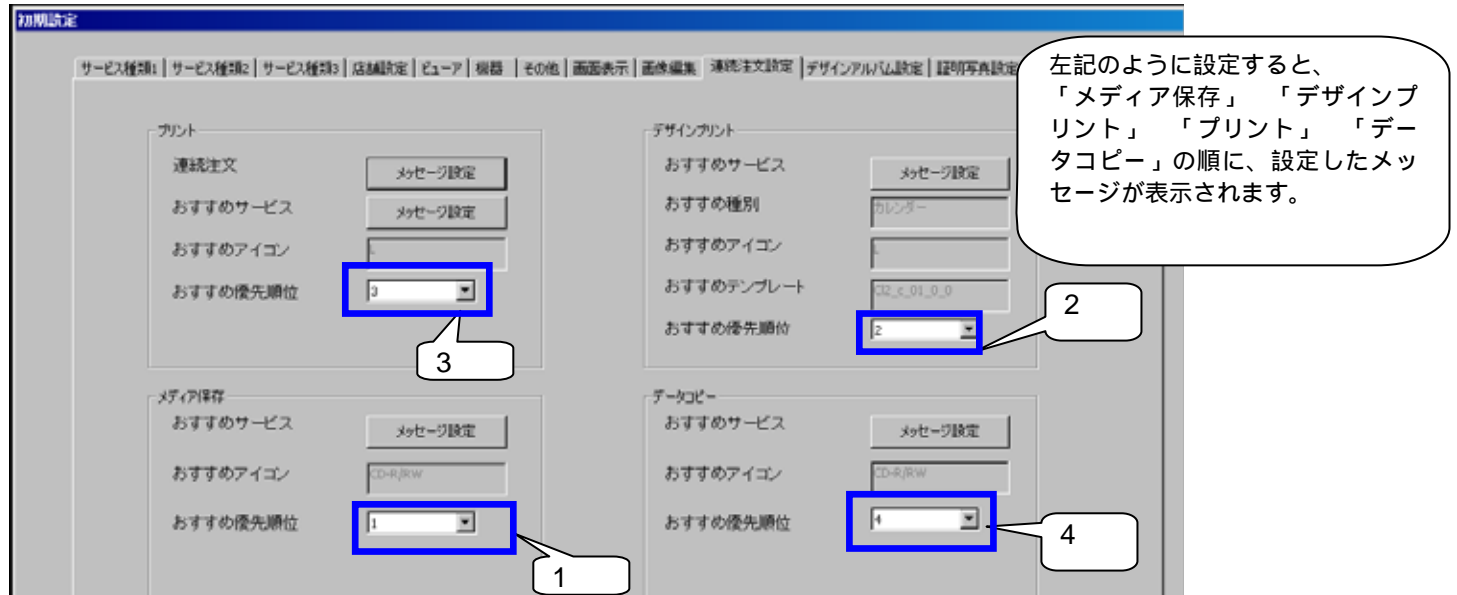 初期設定
サービス種類1 サービス種類2 サービス種類3 店舗設定 ビューア 機器 その他 画面表示 画像編集 連続注文設定 デザインアルバム設定 証明写真設定
左記のように設定すると、
「メディア保存」 「デザインプ
リント」 「プリント」 「デー
タコピー」の順に、設定したメッ
セージが表示されます。
プリント
連続注文 メッセージ設定
おすすめサービス メッセージ設定
おすすめアイコン L
おすすめ優先順位 3
3
デザインプリント
おすすめサービス メッセージ設定
おすすめ種別 カレンダー
おすすめアイコン L
おすすめテンプレート
おすすめ優先順位 2
2
メディア保存
おすすめサービス メッセージ設定
おすすめアイコン CD-R/RW
おすすめ優先順位 1
1
データコピー
おすすめサービス メッセージ設定
おすすめアイコン CD-R/RW
おすすめ優先順位 4
4